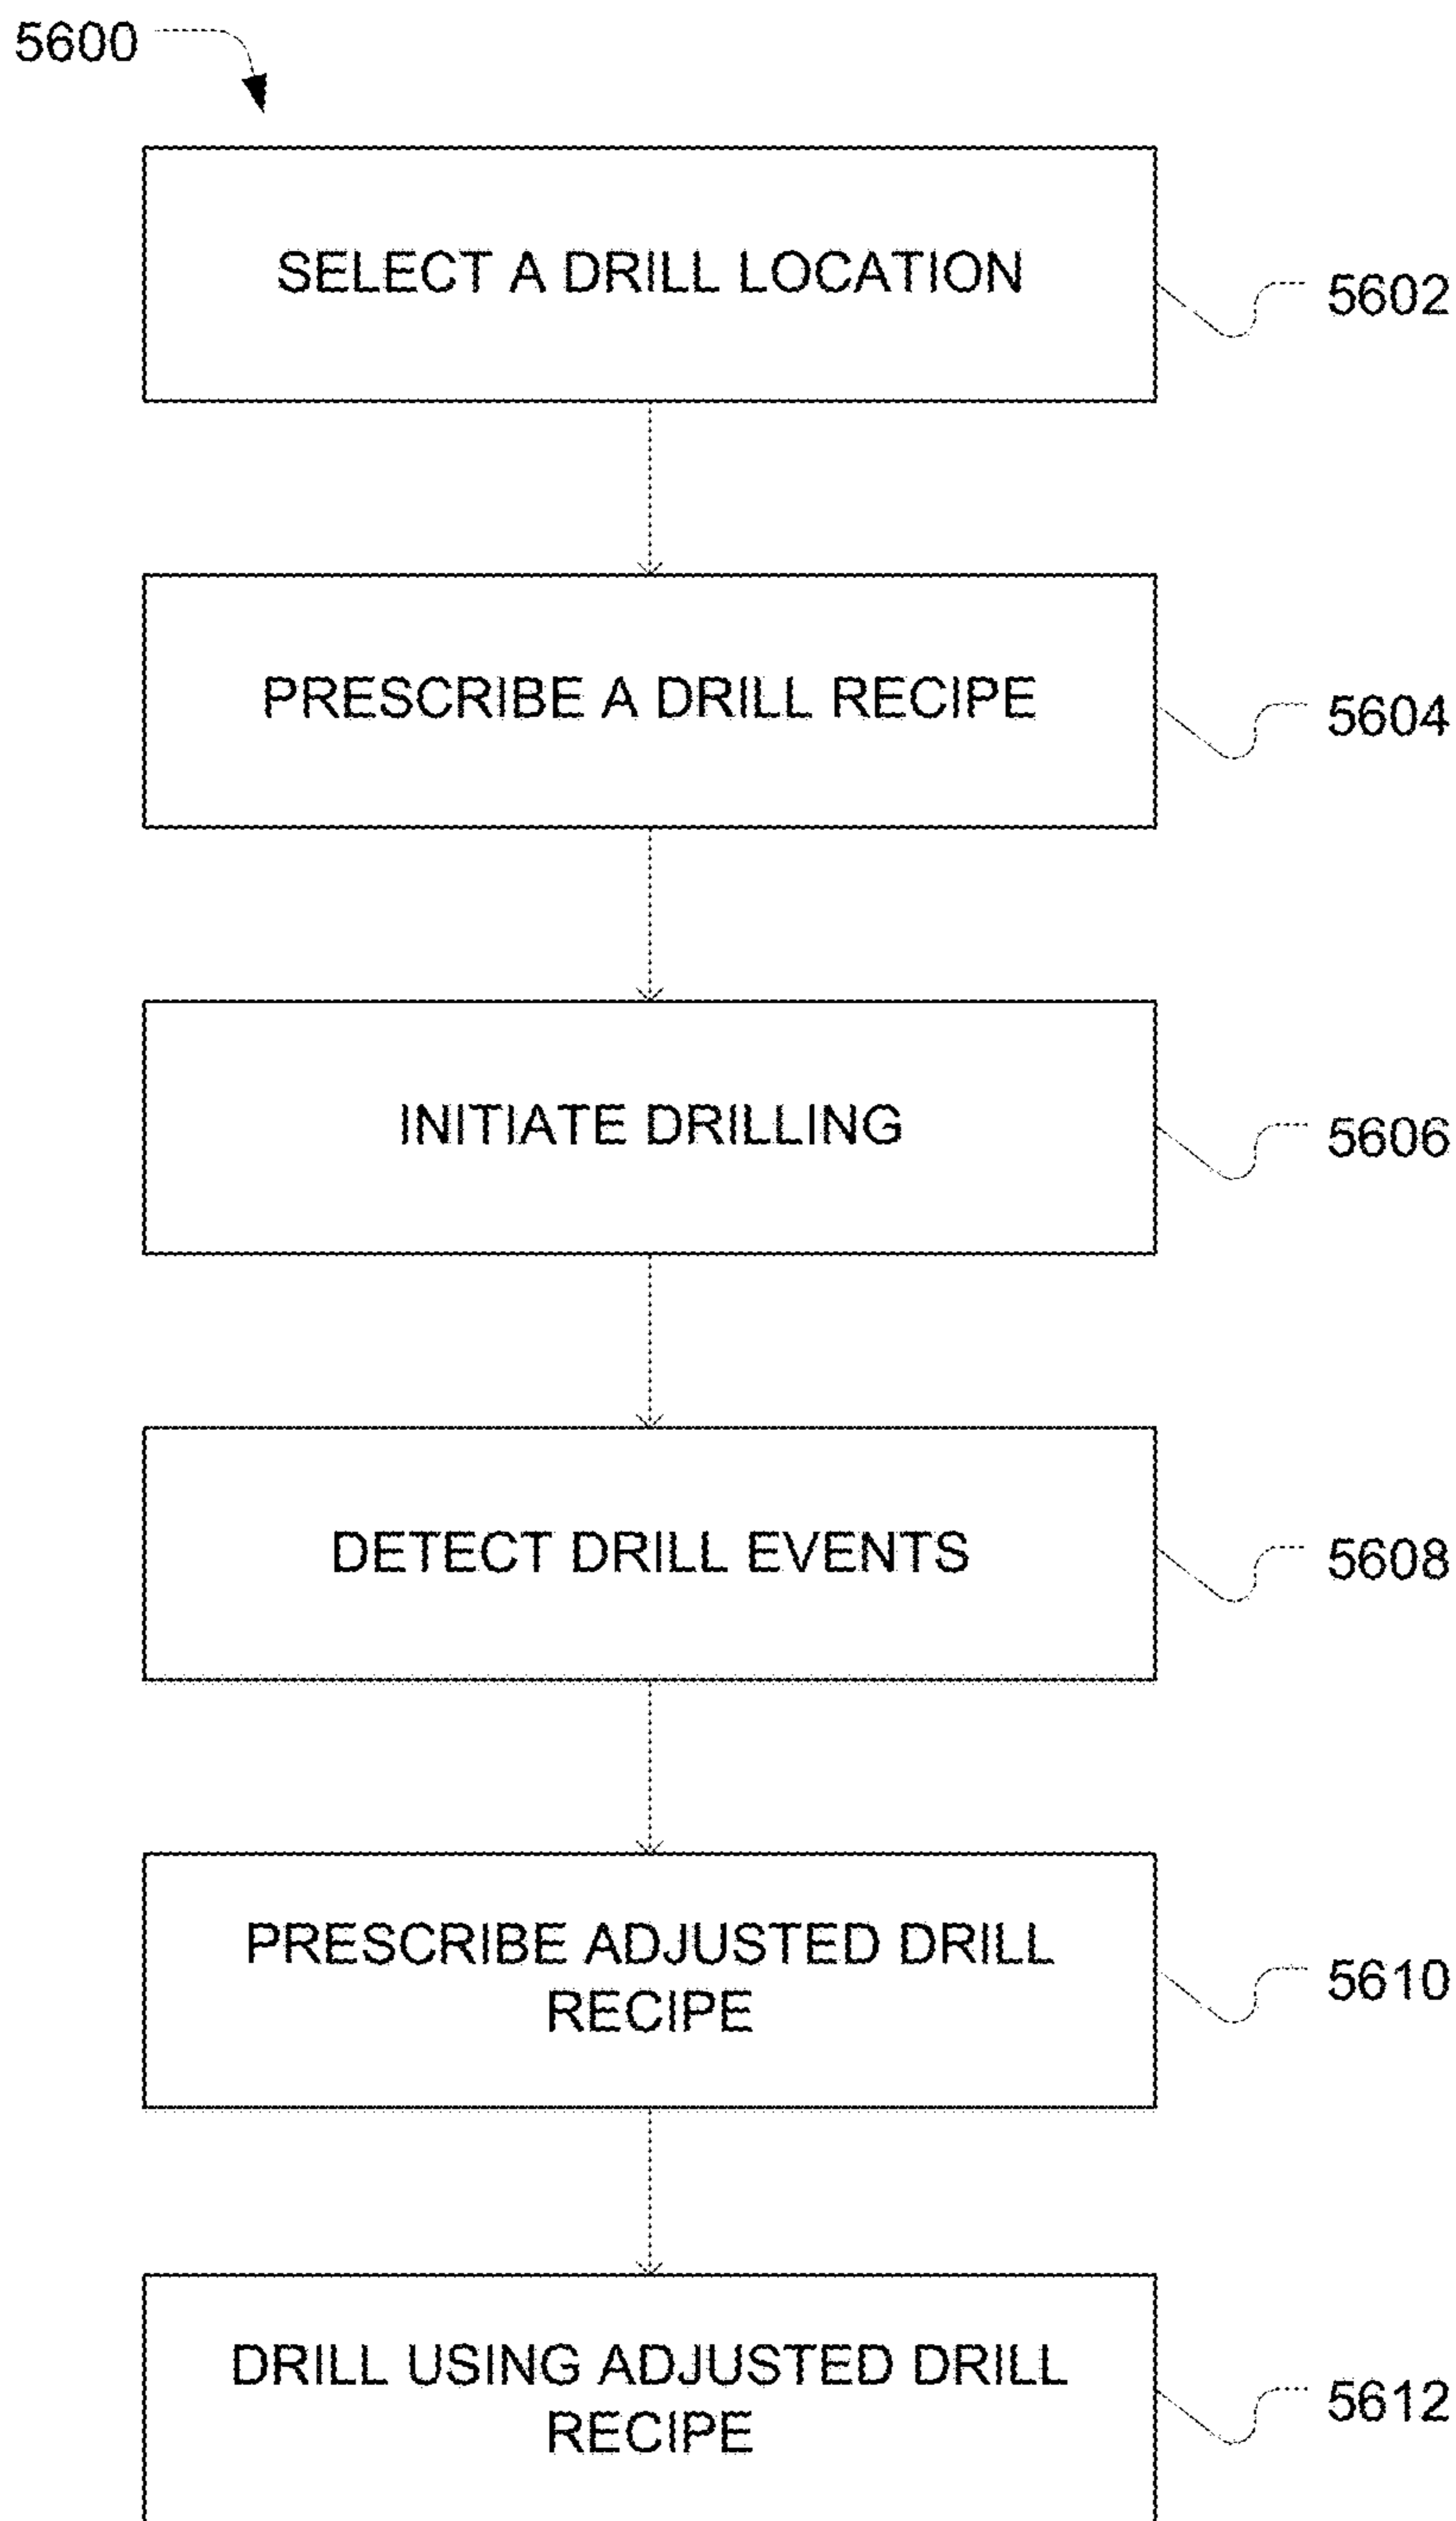 5600
SELECT A DRILL LOCATION
5602
PRESCRIBE A DRILL RECIPE
5604
INITIATE DRILLING
5606
DETECT DRILL EVENTS
5608
PRESCRIBE ADJUSTED DRILL
RECIPE
5610
DRILL USING ADJUSTED DRILL
RECIPE
5612